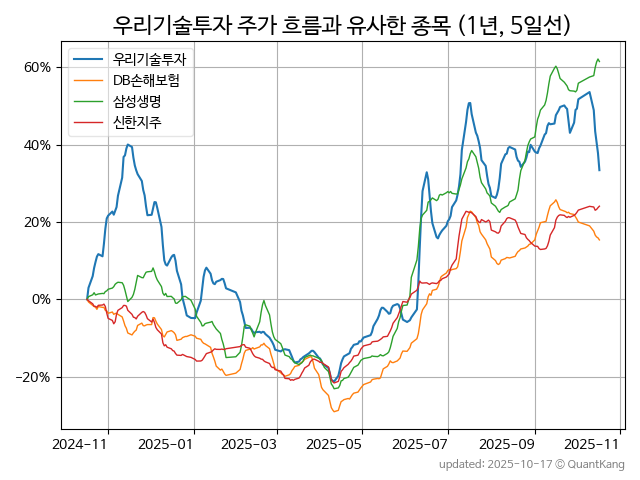 우리기술투자 주가 흐름과 유사한 종목 (1년, 5일선)
우리기술투자
DB손해보험
삼성생명
신한지주
60%
40%
20%
0%
−20%
2024-11 2025-01 2025-03 2025-05 2025-07 2025-09 2025-11
updated: 2025-10-17 © QuantKang